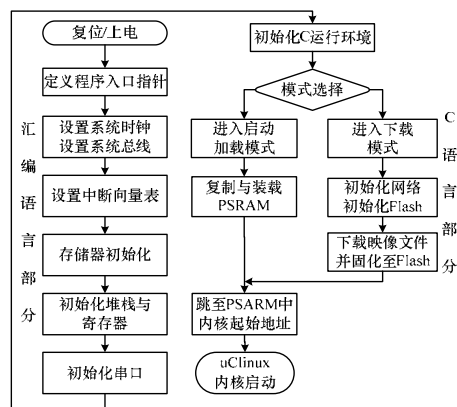 复位/上电
定义程序入口指针
设置系统时钟
设置系统总线
设置中断向量表
存储器初始化
初始化堆栈与
寄存器
初始化串口
汇编语言部分
初始化C运行环境
模式选择
进入启动
加载模式
复制与装载
PSRAM
进入下载
模式
初始化网络
初始化Flash
下载映像文件
并固化至Flash
跳至PSARM中
内核起始地址
uClinux
内核启动
C语言部分